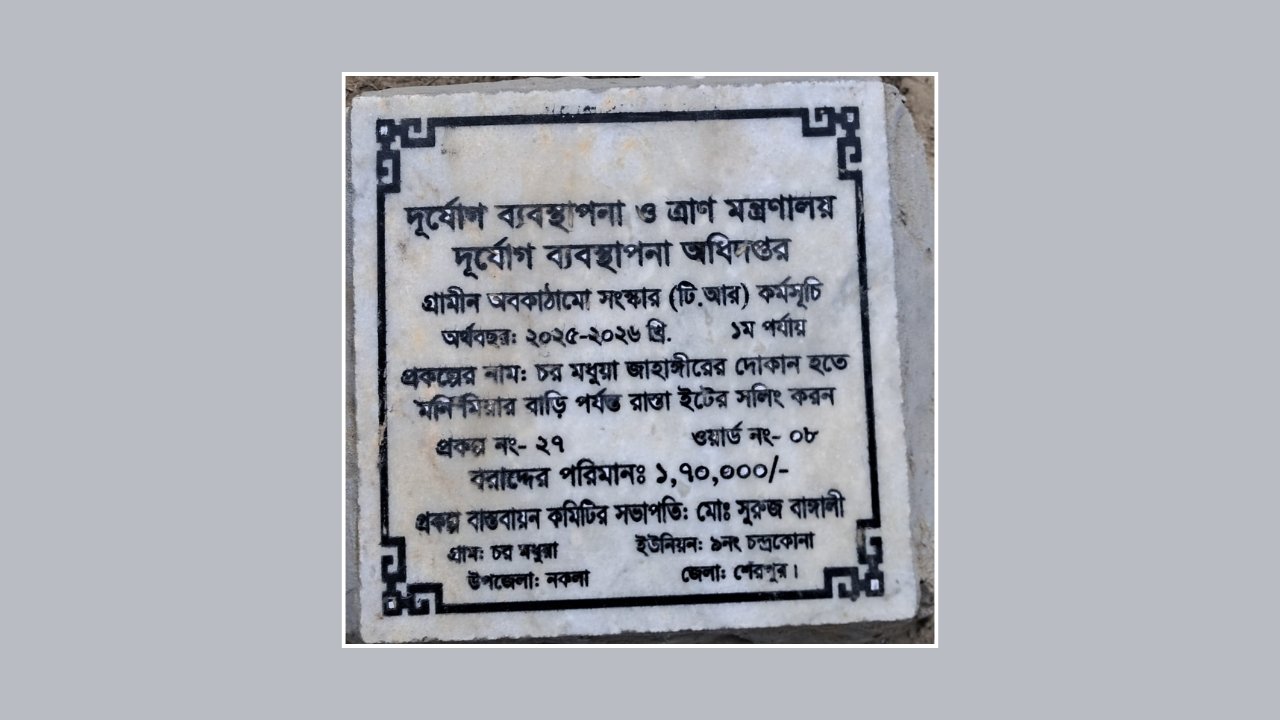 দূর্যোগ ব্যবস্থাপনা ও ত্রাণ মন্ত্রণালয়
দূর্যোগ ব্যবস্থাপনা অধিদপ্তর
গ্রামীন অবকাঠামো সংস্কার (টি.আর) কর্মসূচি
অর্থবছর: ২০২৫-২০২৬ খ্রি. ১ম পর্যায়
প্রকল্পের নাম: চর মধুয়া জাহাঙ্গীরের দোকান হতে
মনি মিয়ার বাড়ি পর্যন্ত রাস্তা ইটের সলিং করন
প্রকল্প নং- ২৭ ওয়ার্ড নং- ০৮
বরাদ্দের পরিমানঃ ১,৭০,০০০/-
প্রকল্প বাস্তবায়ন কমিটির সভাপতি: মোঃ সুরুজ বাঙ্গালী
গ্রাম: চর মধুয়া ইউনিয়ন: ৯নং চন্দ্রকোনা
উপজেলা: নকলা জেলা: শেরপুর।